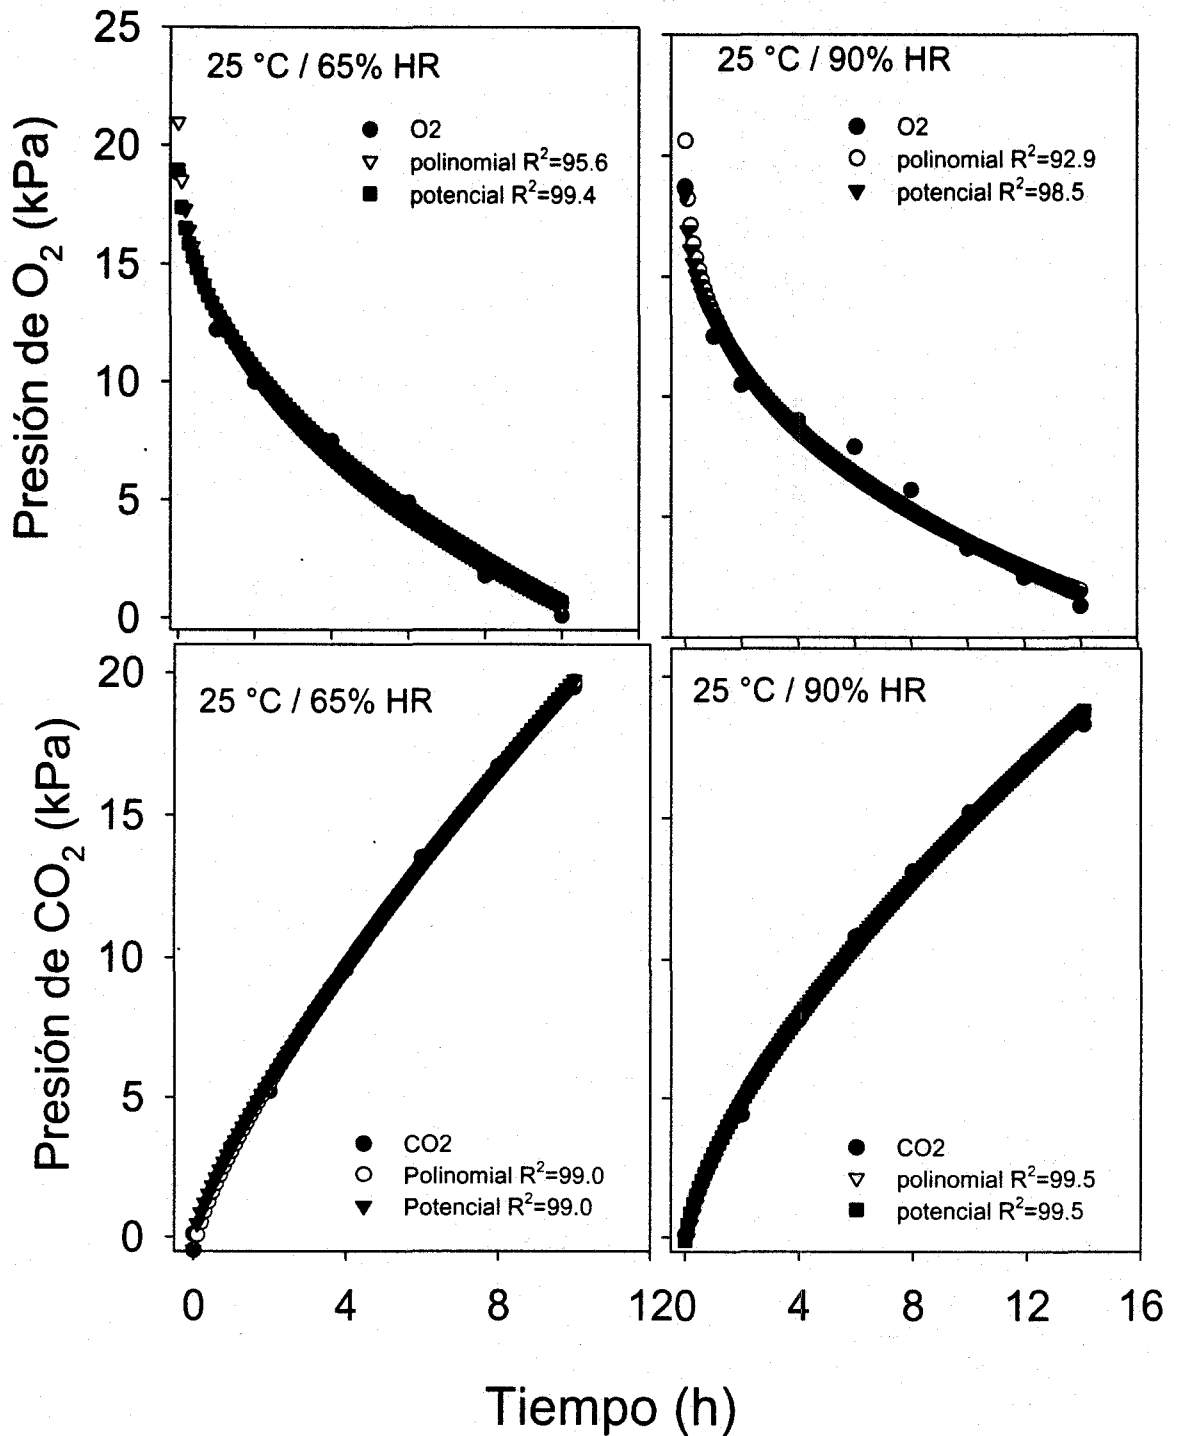 25
20
15
10
5
0
Presión de O2 (kPa)
25 °C / 65% HR
O2
polinomial R²=95.6
potencial R²=99.4
25 °C / 90% HR
O2
polinomial R²=92.9
potencial R²=98.5
20
15
10
5
0
Presión de CO2 (kPa)
25 °C / 65% HR
CO2
Polinomial R²=99.0
Potencial R²=99.0
25 °C / 90% HR
CO2
polinomial R²=99.5
potencial R²=99.5
0 4 8 120 4 8 12 16
Tiempo (h)